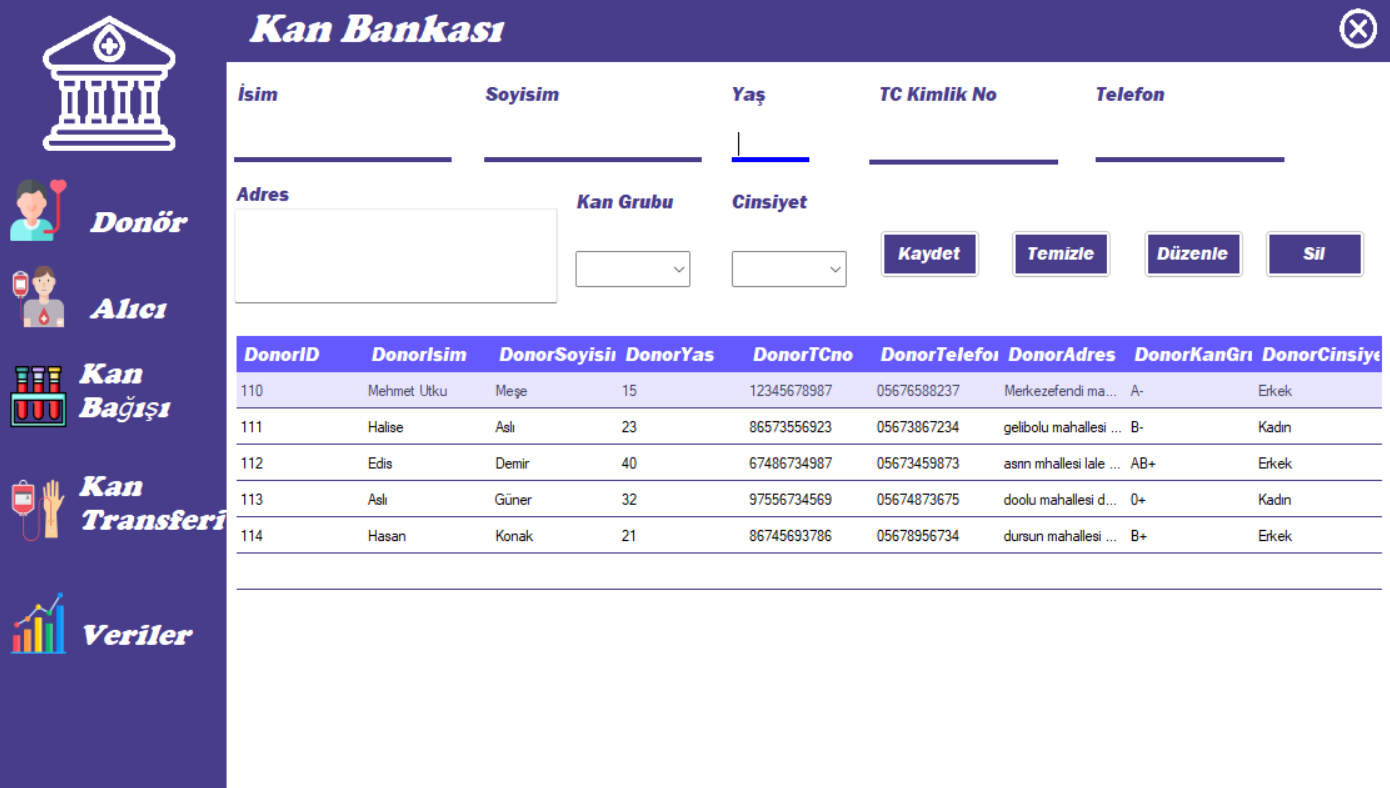 Kan Bankası
İsim Soyisim Yaş TC Kimlik No Telefon
Adres Kan Grubu Cinsiyet
Kaydet Temizle Düzenle Sil
Donör
Alıcı
Kan
Bağışı
Kan
Transferi
Veriler
DonorID DonorIsim DonorSoyisii DonorYas DonorTCno DonorTelefoı DonorAdres DonorKanGrı DonorCinsiye
110 Mehmet Utku Meşe 15 12345678987 05676588237 Merkezefendi ma... A- Erkek
111 Halise Aslı 23 86573556923 05673867234 gelibolu mahallesi ... B- Kadın
112 Edis Demir 40 67486734987 05673459873 asrın mhallesi lale ... AB+ Erkek
113 Aslı Güner 32 97556734569 05674873675 doolu mahallesi d... 0+ Kadın
114 Hasan Konak 21 86745693786 05678956734 dursun mahallesi ... B+ Erkek